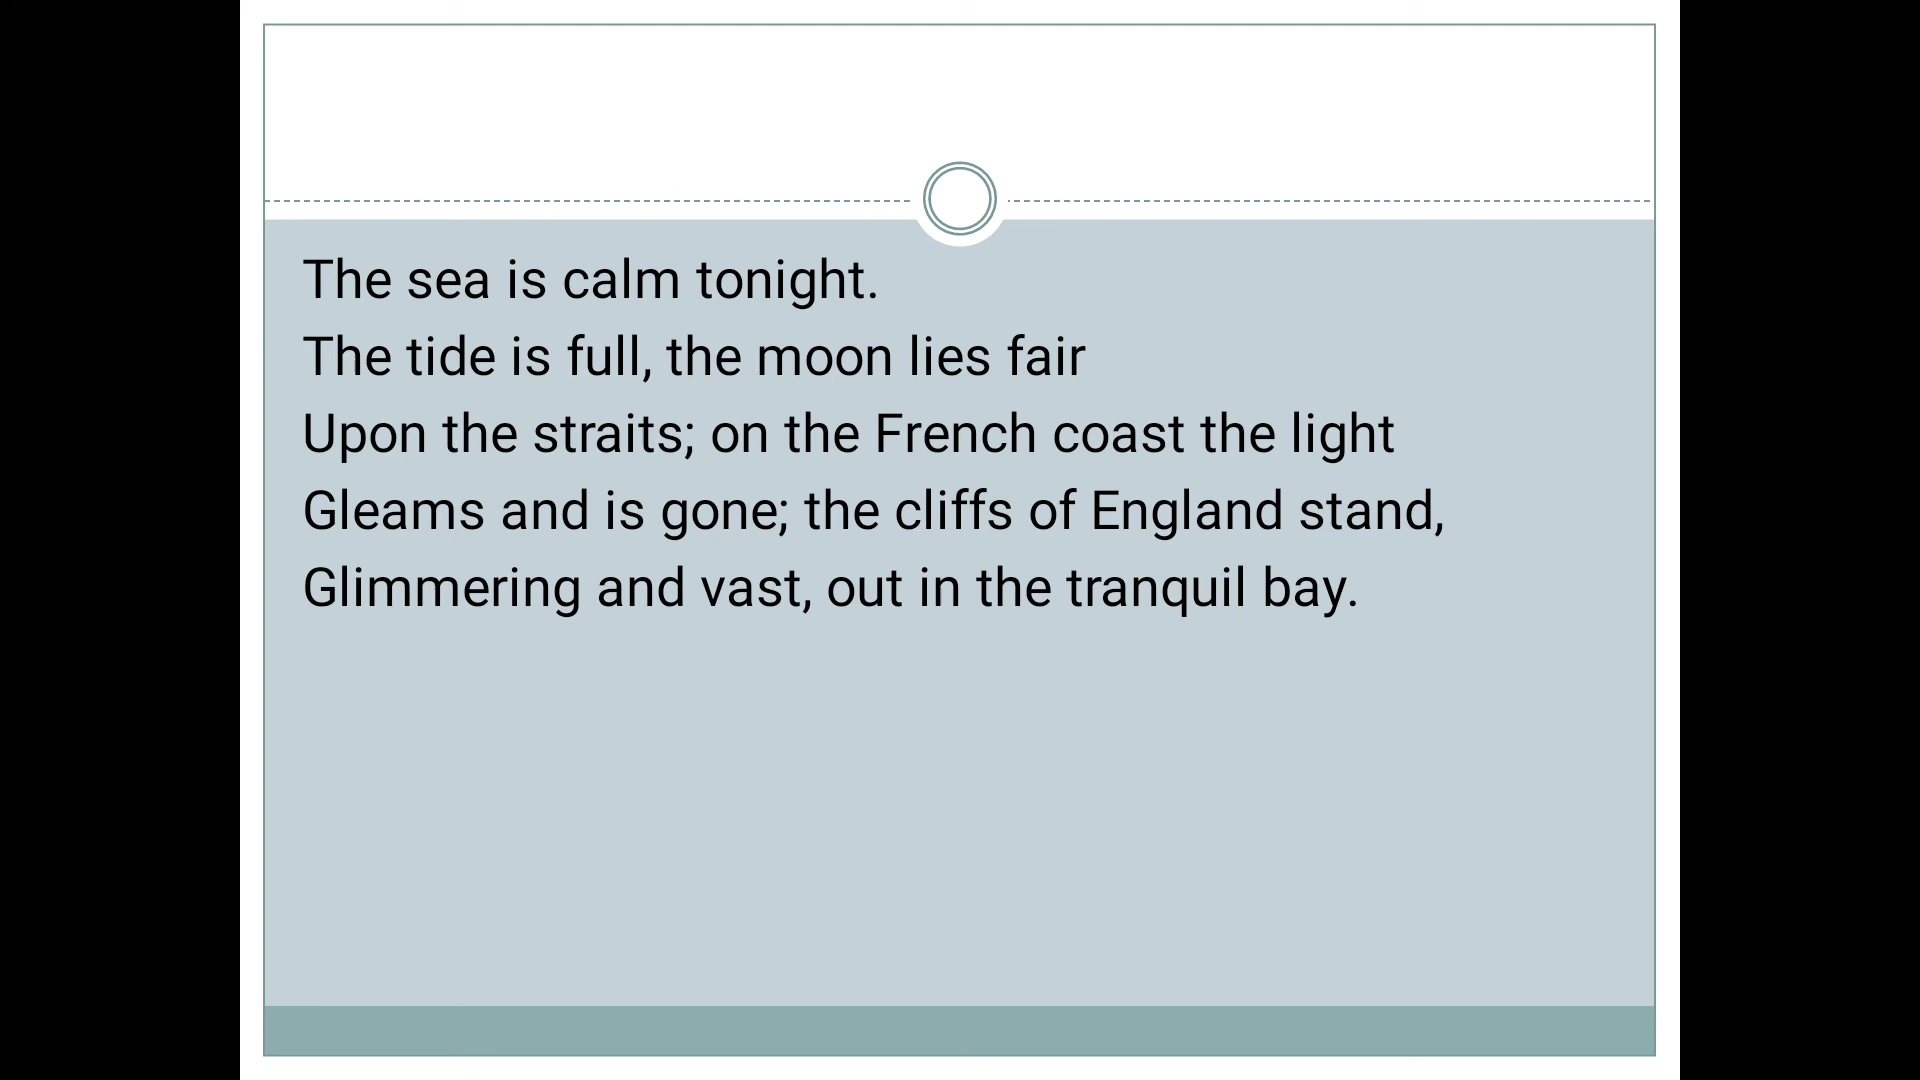 The sea is calm tonight.
The tide is full, the moon lies fair
Upon the straits; on the French coast the light
Gleams and is gone; the cliffs of England stand,
Glimmering and vast, out in the tranquil bay.